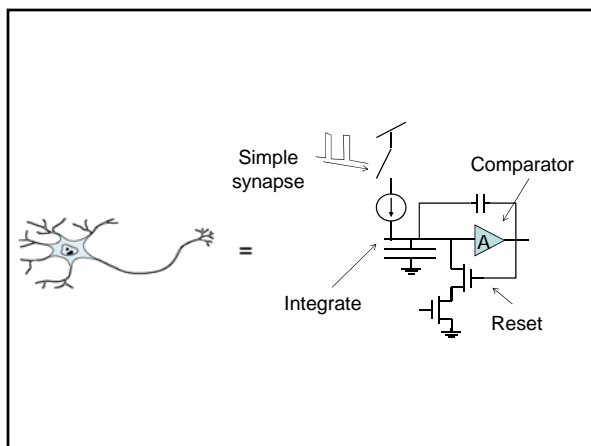 Simple
synapse
Comparator
=
A
Integrate
Reset